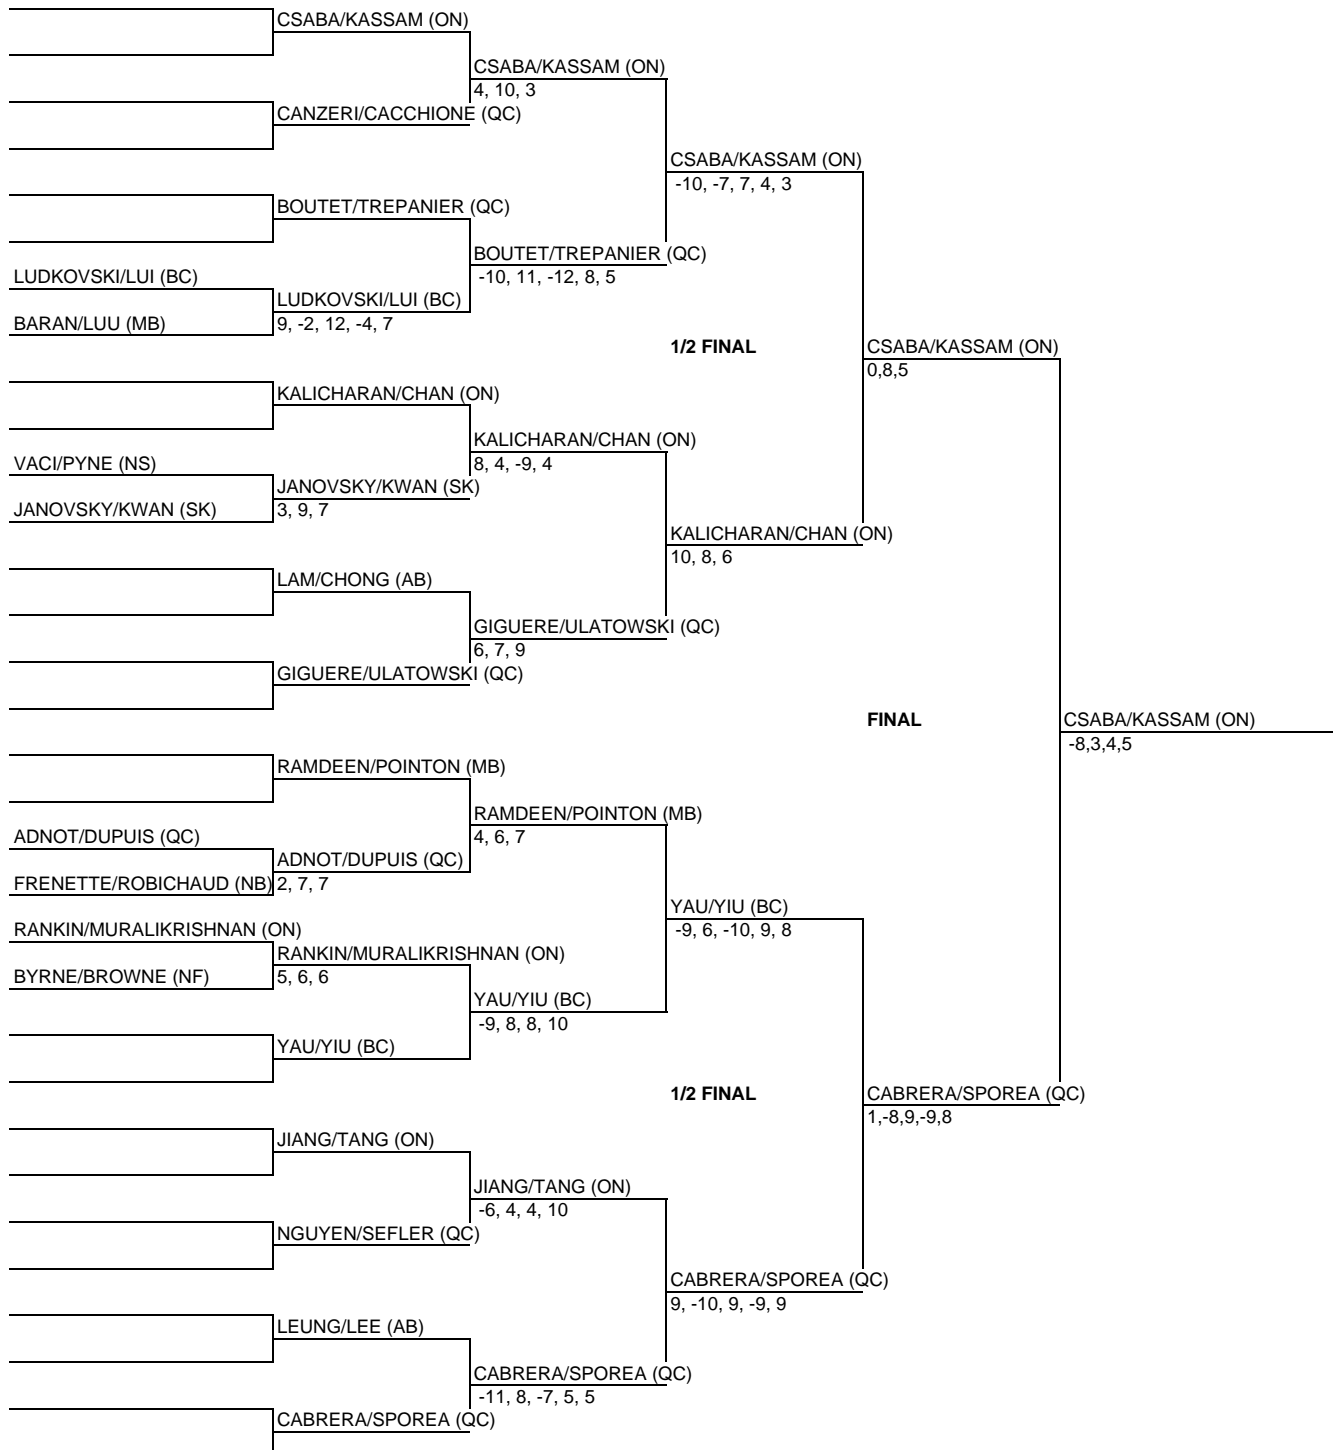 CSABA/KASSAM (ON)
CSABA/KASSAM (ON)
4, 10, 3
CANZERI/CACCHIONE (QC)
CSABA/KASSAM (ON)
-10, -7, 7, 4, 3
BOUTET/TREPANIER (QC)
BOUTET/TREPANIER (QC)
-10, 11, -12, 8, 5
LUDKOVSKI/LUI (BC)
LUDKOVSKI/LUI (BC)
BARAN/LUU (MB)
9, -2, 12, -4, 7
1/2 FINAL
CSABA/KASSAM (ON)
0,8,5
KALICHARAN/CHAN (ON)
KALICHARAN/CHAN (ON)
8, 4, -9, 4
VACI/PYNE (NS)
JANOVSKY/KWAN (SK)
JANOVSKY/KWAN (SK)
3, 9, 7
KALICHARAN/CHAN (ON)
10, 8, 6
LAM/CHONG (AB)
GIGUERE/ULATOWSKI (QC)
6, 7, 9
GIGUERE/ULATOWSKI (QC)
FINAL
CSABA/KASSAM (ON)
-8,3,4,5
RAMDEEN/POINTON (MB)
RAMDEEN/POINTON (MB)
4, 6, 7
ADNOT/DUPUIS (QC)
ADNOT/DUPUIS (QC)
FRENETTE/ROBICHAUD (NB)
2, 7, 7
YAU/YIU (BC)
-9, 6, -10, 9, 8
RANKIN/MURALIKRISHNAN (ON)
RANKIN/MURALIKRISHNAN (ON)
BYRNE/BROWNE (NF)
5, 6, 6
YAU/YIU (BC)
-9, 8, 8, 10
YAU/YIU (BC)
1/2 FINAL
CABRERA/SPOREA (QC)
1,-8,9,-9,8
JIANG/TANG (ON)
JIANG/TANG (ON)
-6, 4, 4, 10
NGUYEN/SEFLER (QC)
CABRERA/SPOREA (QC)
9, -10, 9, -9, 9
LEUNG/LEE (AB)
CABRERA/SPOREA (QC)
-11, 8, -7, 5, 5
CABRERA/SPOREA (QC)